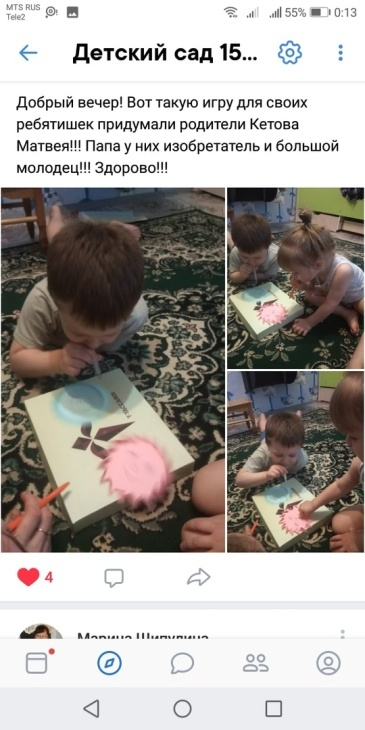 MTS RUS
Tele2
55% 0:13
Детский сад 15...
Добрый вечер! Вот такую игру для своих
ребятишек придумали родители Кетова
Матвея!!! Папа у них изобретатель и большой
молодец!!! Здорово!!!
4
Марина Шипулина